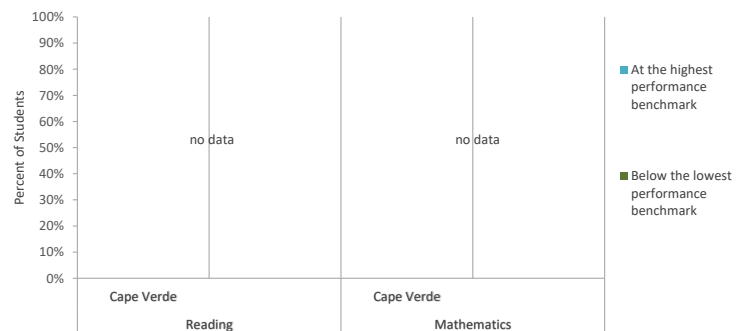 100%
90%
80%
70%
60%
50%
40%
30%
20%
10%
0%
Percent of Students
no data
no data
Cape Verde
Cape Verde
Reading
Mathematics
At the highest
performance
benchmark
Below the lowest
performance
benchmark